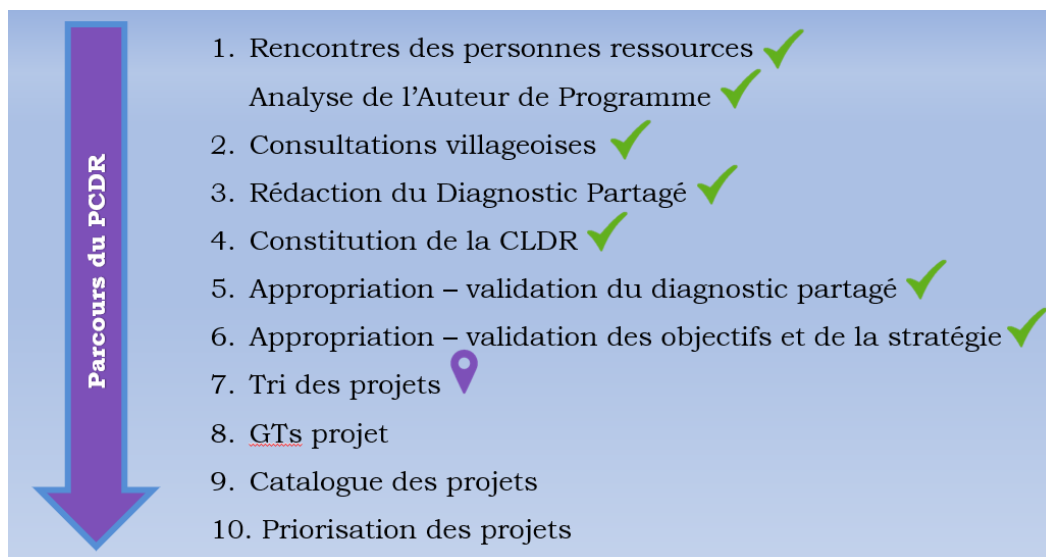 Parcours du PCDR
1. Rencontres des personnes ressources
Analyse de l’Auteur de Programme
2. Consultations villageoises
3. Rédaction du Diagnostic Partagé
4. Constitution de la CLDR
5. Appropriation – validation du diagnostic partagé
6. Appropriation – validation des objectifs et de la stratégie
7. Tri des projets
8. GTs projet
9. Catalogue des projets
10. Priorisation des projets